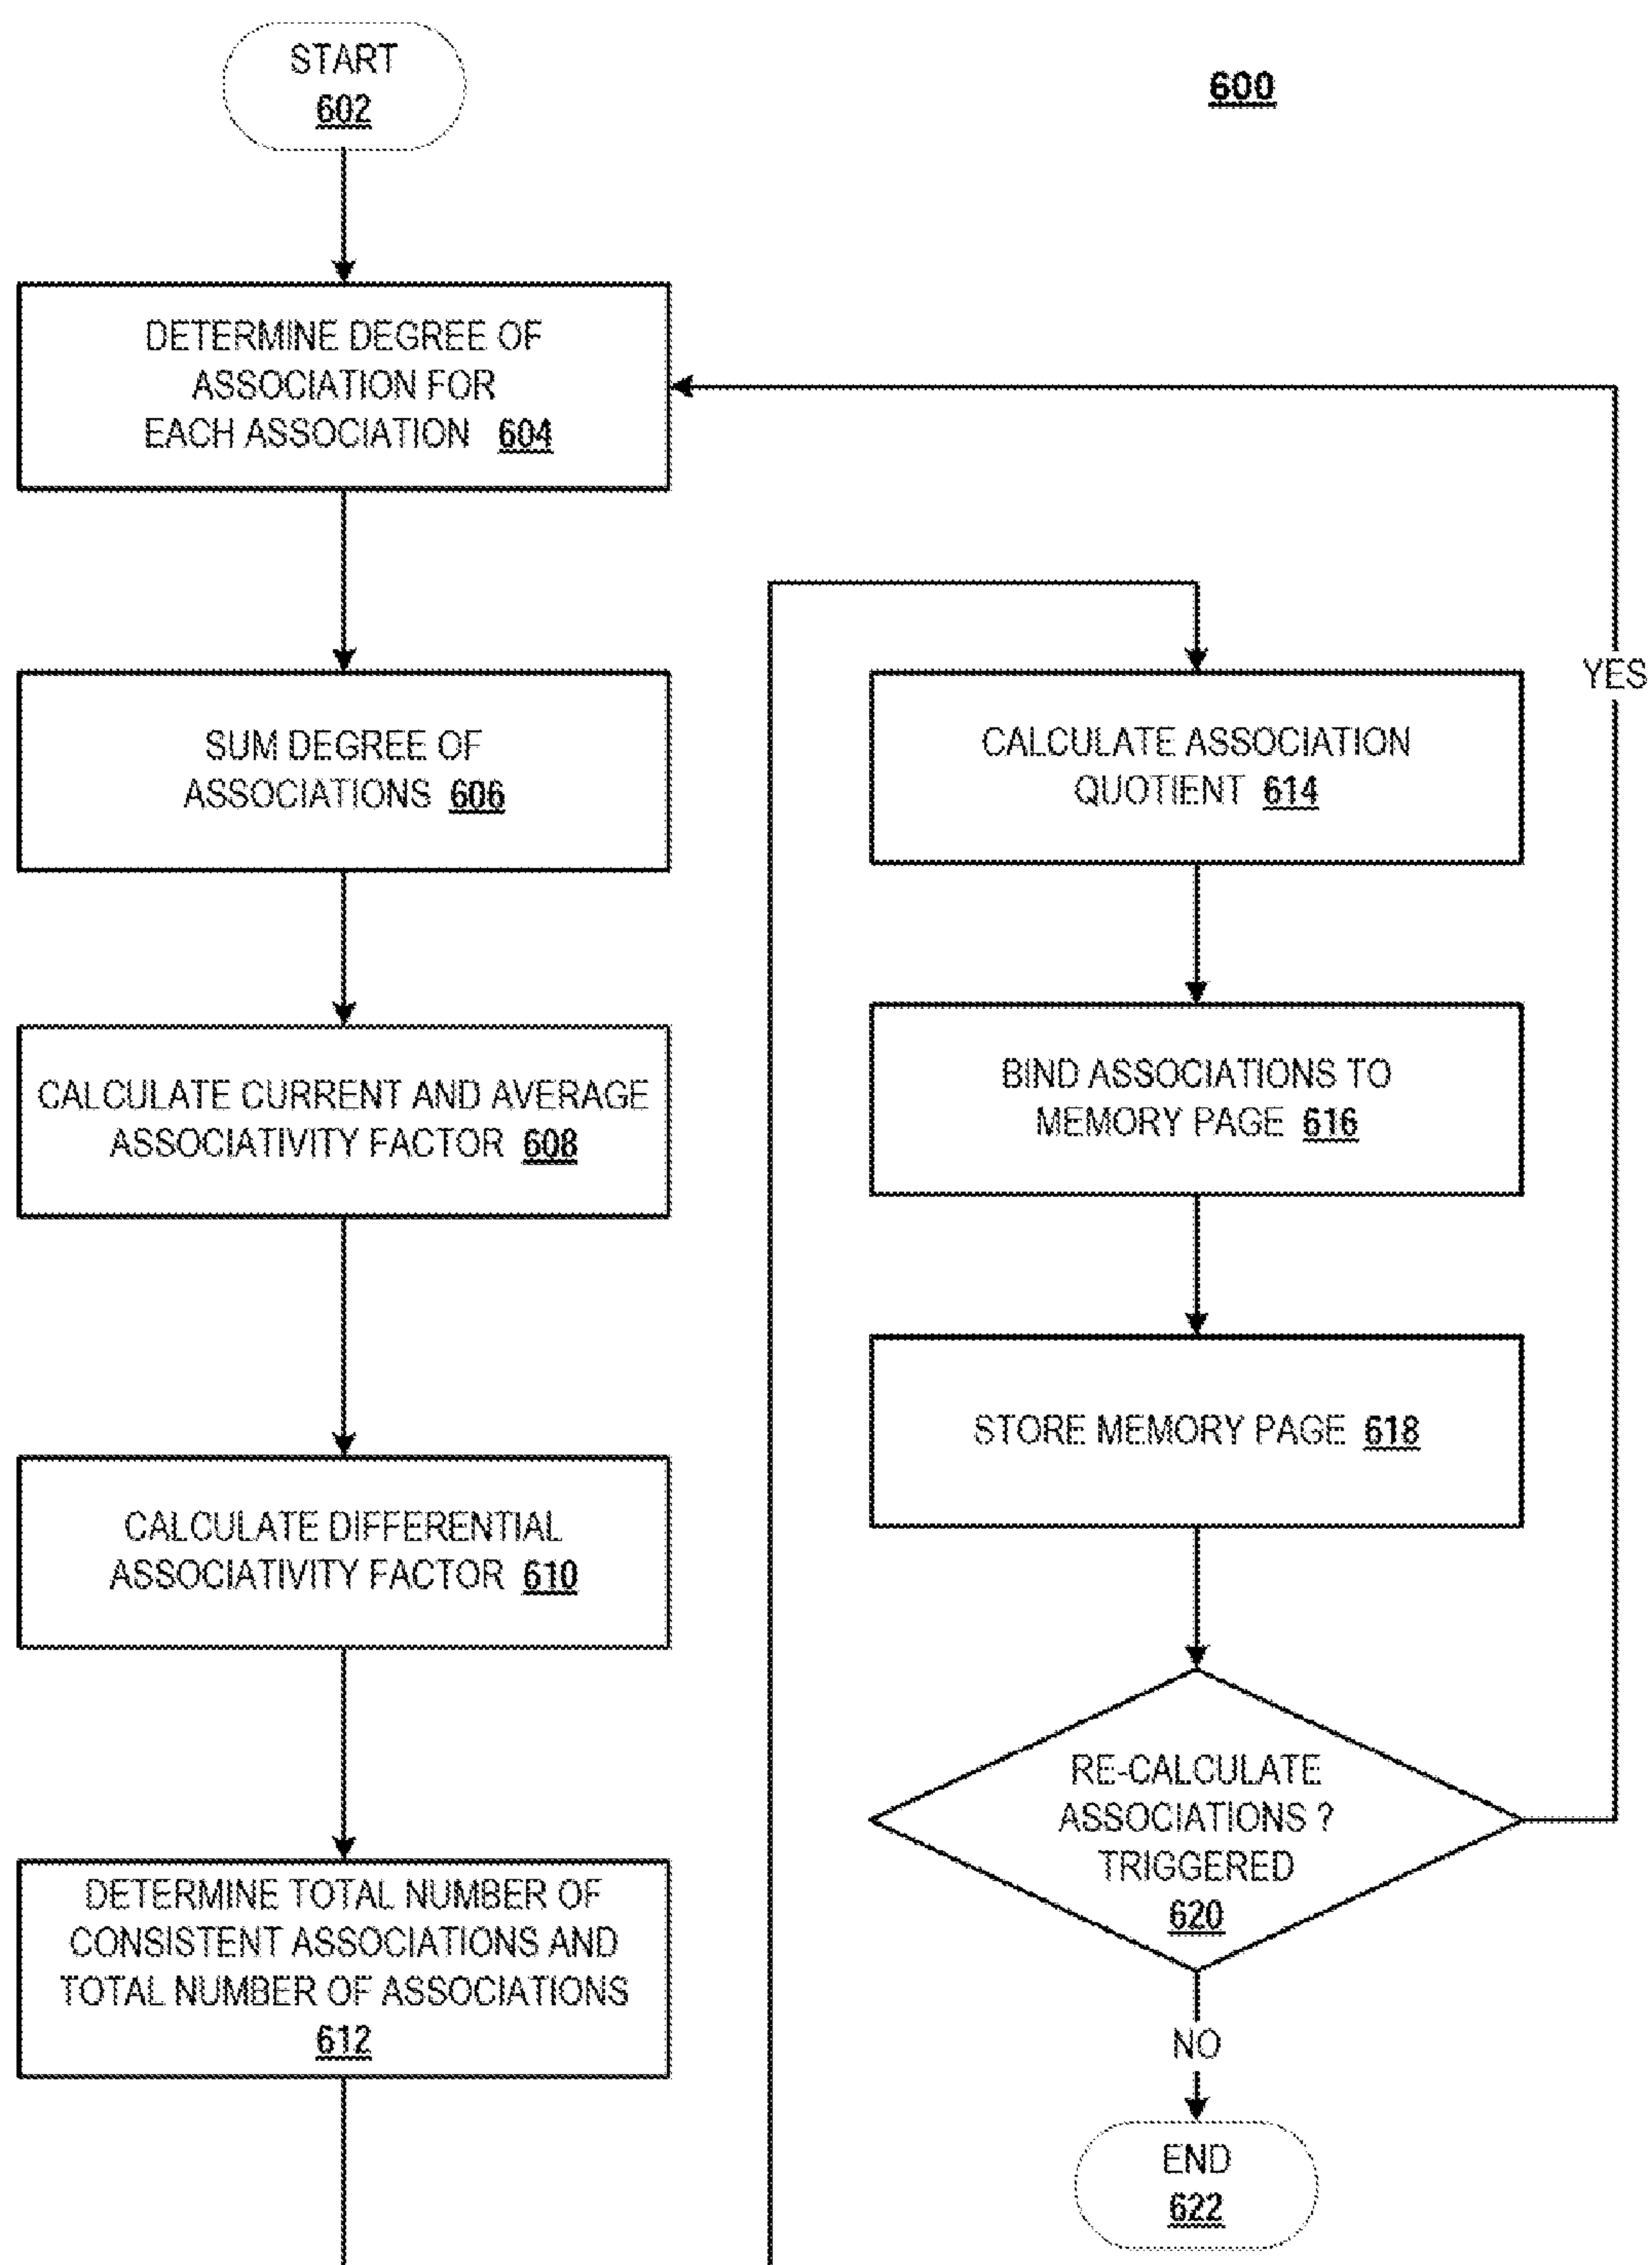 START
602
600
DETERMINE DEGREE OF
ASSOCIATION FOR
EACH ASSOCIATION 604
SUM DEGREE OF
ASSOCIATIONS 606
CALCULATE CURRENT AND AVERAGE
ASSOCIATIVITY FACTOR 608
CALCULATE DIFFERENTIAL
ASSOCIATIVITY FACTOR 610
DETERMINE TOTAL NUMBER OF
CONSISTENT ASSOCIATIONS AND
TOTAL NUMBER OF ASSOCIATIONS
612
CALCULATE ASSOCIATION
QUOTIENT 614
BIND ASSOCIATIONS TO
MEMORY PAGE 616
STORE MEMORY PAGE 618
RE-CALCULATE
ASSOCIATIONS ?
TRIGGERED
620
YES
NO
END
622